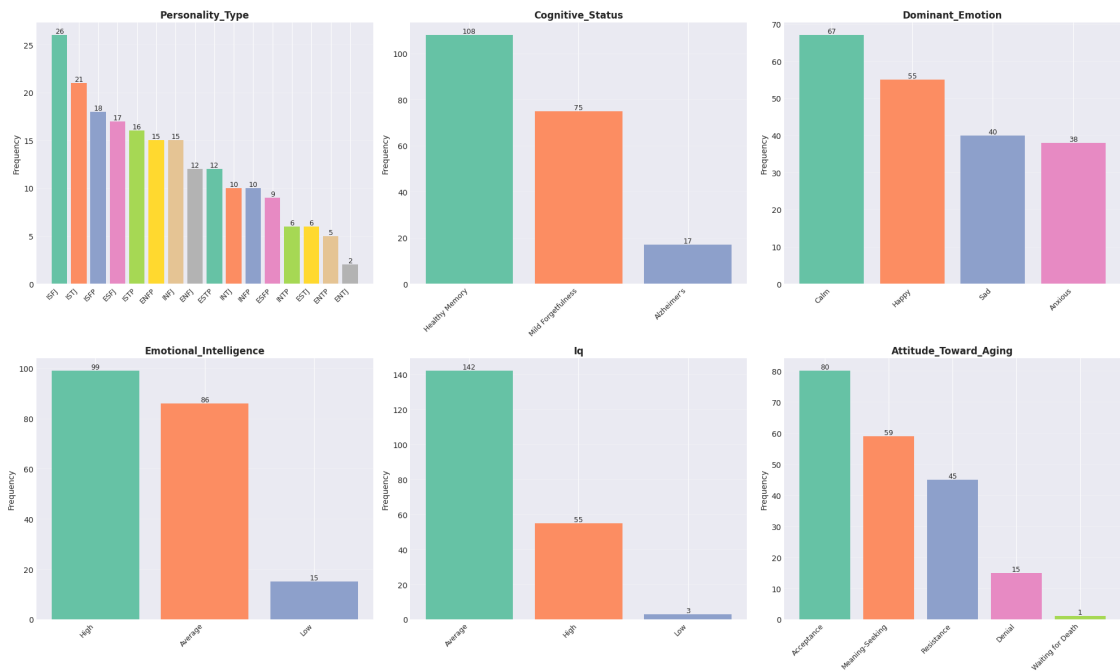 Personality_Type
Frequency
25
20
15
10
5
0
26
21
18
17
16
15
15
12
12
10
10
9
6
6
5
2
ISFJ
ISTJ
ISFP
ESFJ
ISTP
ENFP
INFJ
ENFJ
ESTP
INTJ
INFP
ESFP
INTP
ESTJ
ENTP
ENTJ
Cognitive_Status
Frequency
100
80
60
40
20
0
108
75
17
Healthy Memory
Mild Forgetfulness
Alzheimer's
Dominant_Emotion
Frequency
70
60
50
40
30
20
10
0
67
55
40
38
Calm
Happy
Sad
Anxious
Emotional_Intelligence
Frequency
100
80
60
40
20
0
99
86
15
High
Average
Low
Iq
Frequency
140
120
100
80
60
40
20
0
142
55
3
Average
High
Low
Attitude_Toward_Aging
Frequency
80
70
60
50
40
30
20
10
0
80
59
45
15
1
Acceptance
Meaning-Seeking
Resistance
Denial
Waiting for Death